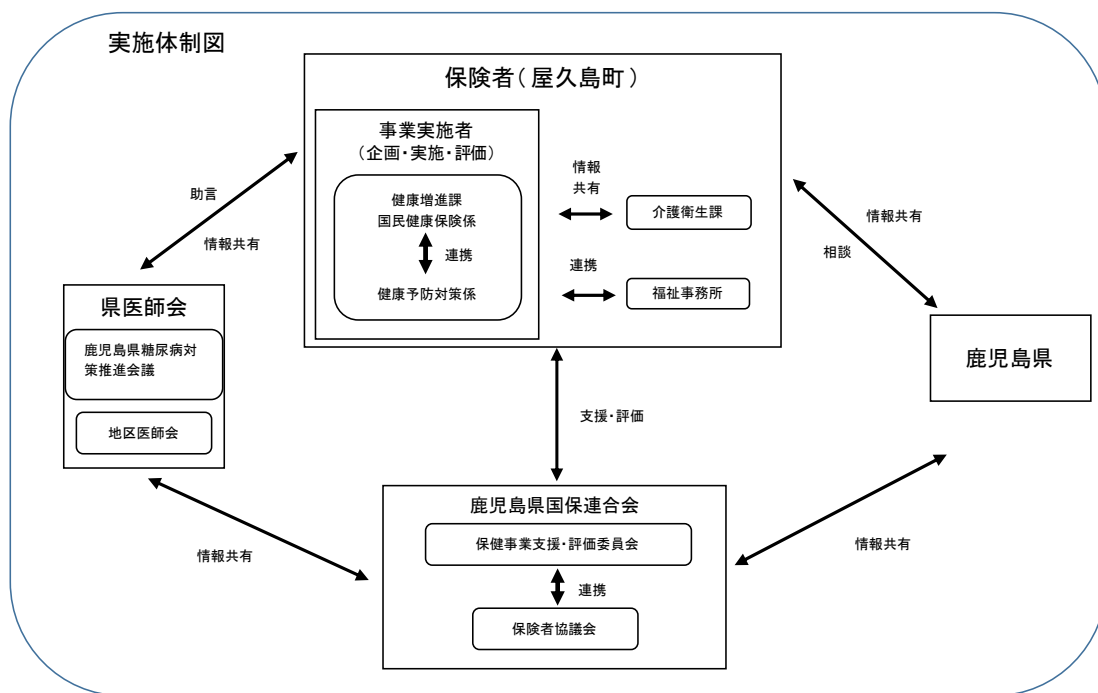 実施体制図
保険者(屋久島町)
事業実施者
(企画・実施・評価)
健康増進課
国民健康保険係
連携
健康予防対策係
情報
共有
介護衛生課
連携
福祉事務所
助言
情報共有
情報共有
相談
県医師会
鹿児島県糖尿病対
策推進会議
地区医師会
鹿児島県
支援・評価
鹿児島県国保連合会
保健事業支援・評価委員会
連携
保険者協議会
情報共有
情報共有